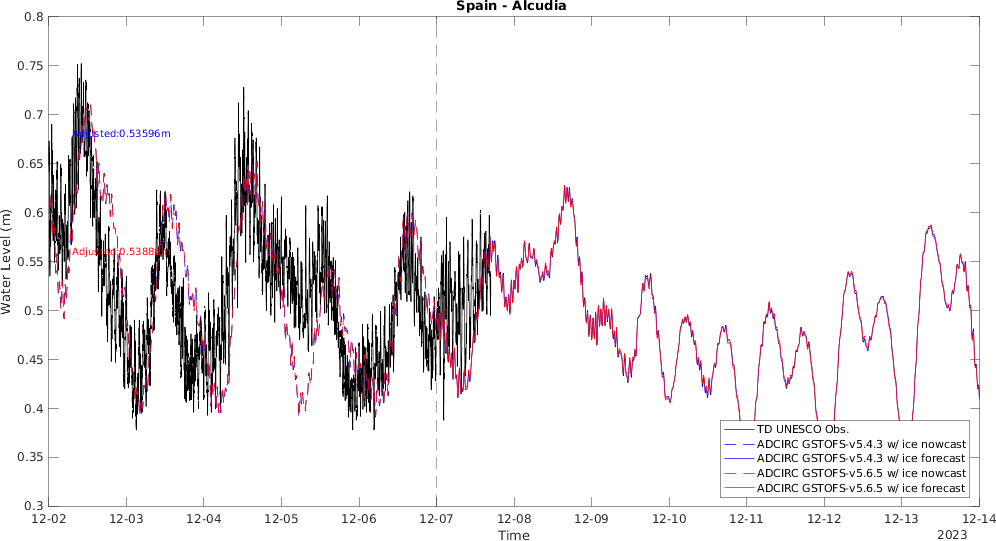 Spain - Alcudia
0.8
0.75
0.7
Adjusted:0.53596m
0.65
0.6
Adjusted:0.5388
0.55
0.5
0.45
0.4
0.35
0.3
Water Level (m)
TD UNESCO Obs.
ADCIRC GSTOFS-v5.4.3 w/ ice nowcast
ADCIRC GSTOFS-v5.4.3 w/ ice forecast
ADCIRC GSTOFS-v5.6.5 w/ ice nowcast
ADCIRC GSTOFS-v5.6.5 w/ ice forecast
12-02 12-03 12-04 12-05 12-06 12-07 12-08 12-09 12-10 12-11 12-12 12-13 12-14
Time
2023